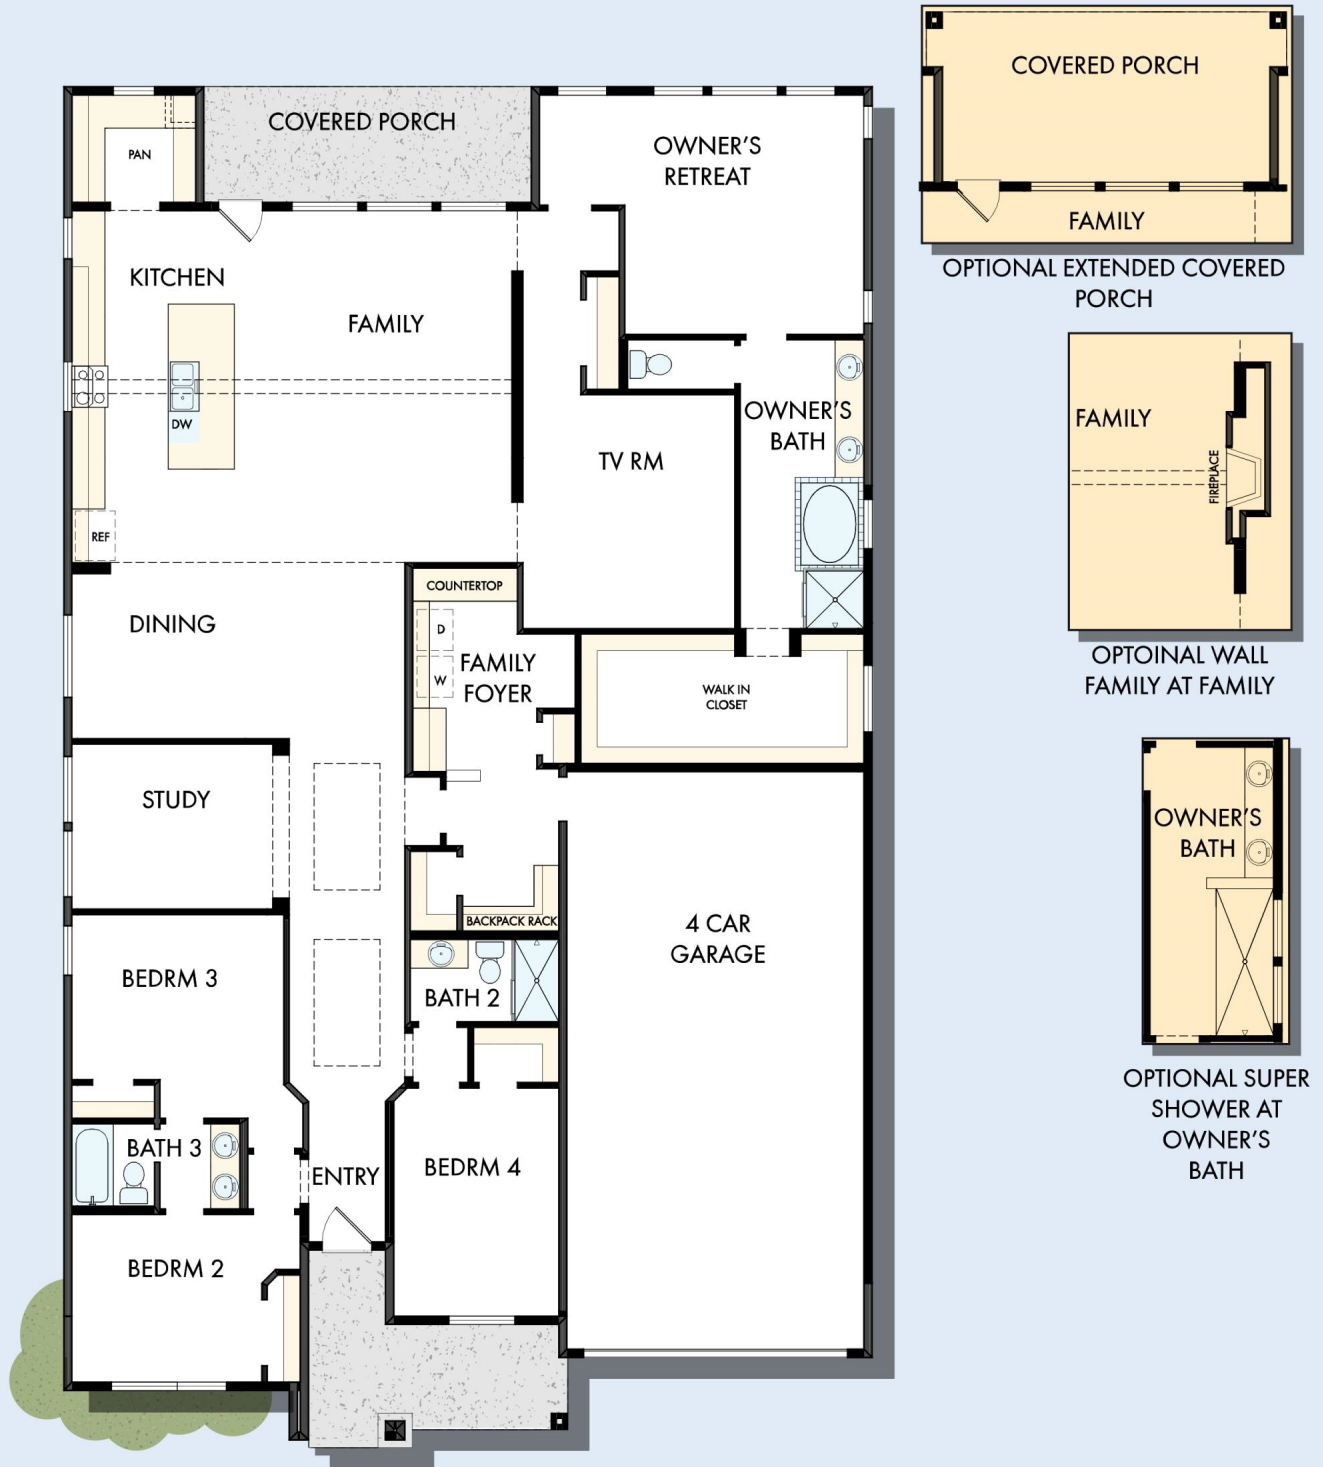 COVERED PORCH
PAN
OWNER'S
RETREAT
KITCHEN
FAMILY
DW
REF
TV RM
OWNER'S
BATH
DINING
COUNTERTOP
D
W
FAMILY
FOYER
WALK IN
CLOSET
STUDY
BACKPACK RACK
4 CAR
GARAGE
BEDRM 3
BATH 2
BATH 3
ENTRY
BEDRM 4
BEDRM 2
COVERED PORCH
FAMILY
OPTIONAL EXTENDED COVERED
PORCH
FAMILY
FIREPLACE
OPTOINAL WALL
FAMILY AT FAMILY
OWNER'S
BATH
OPTIONAL SUPER
SHOWER AT
OWNER'S
BATH